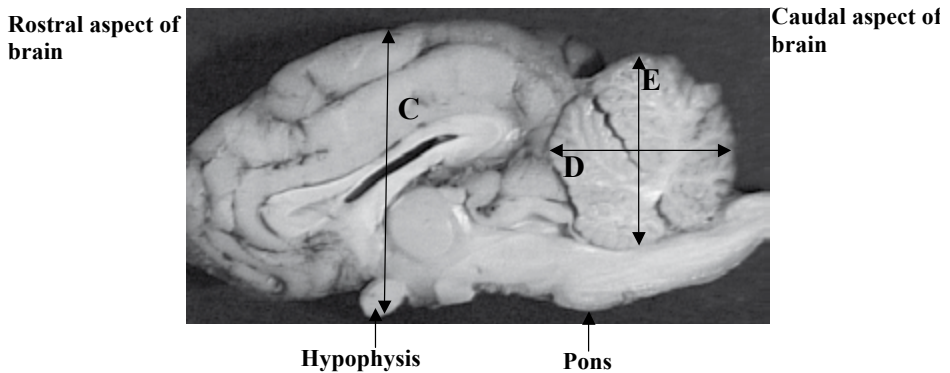 Rostral aspect of
brain
Caudal aspect of
brain
C
E
D
Hypophysis
Pons